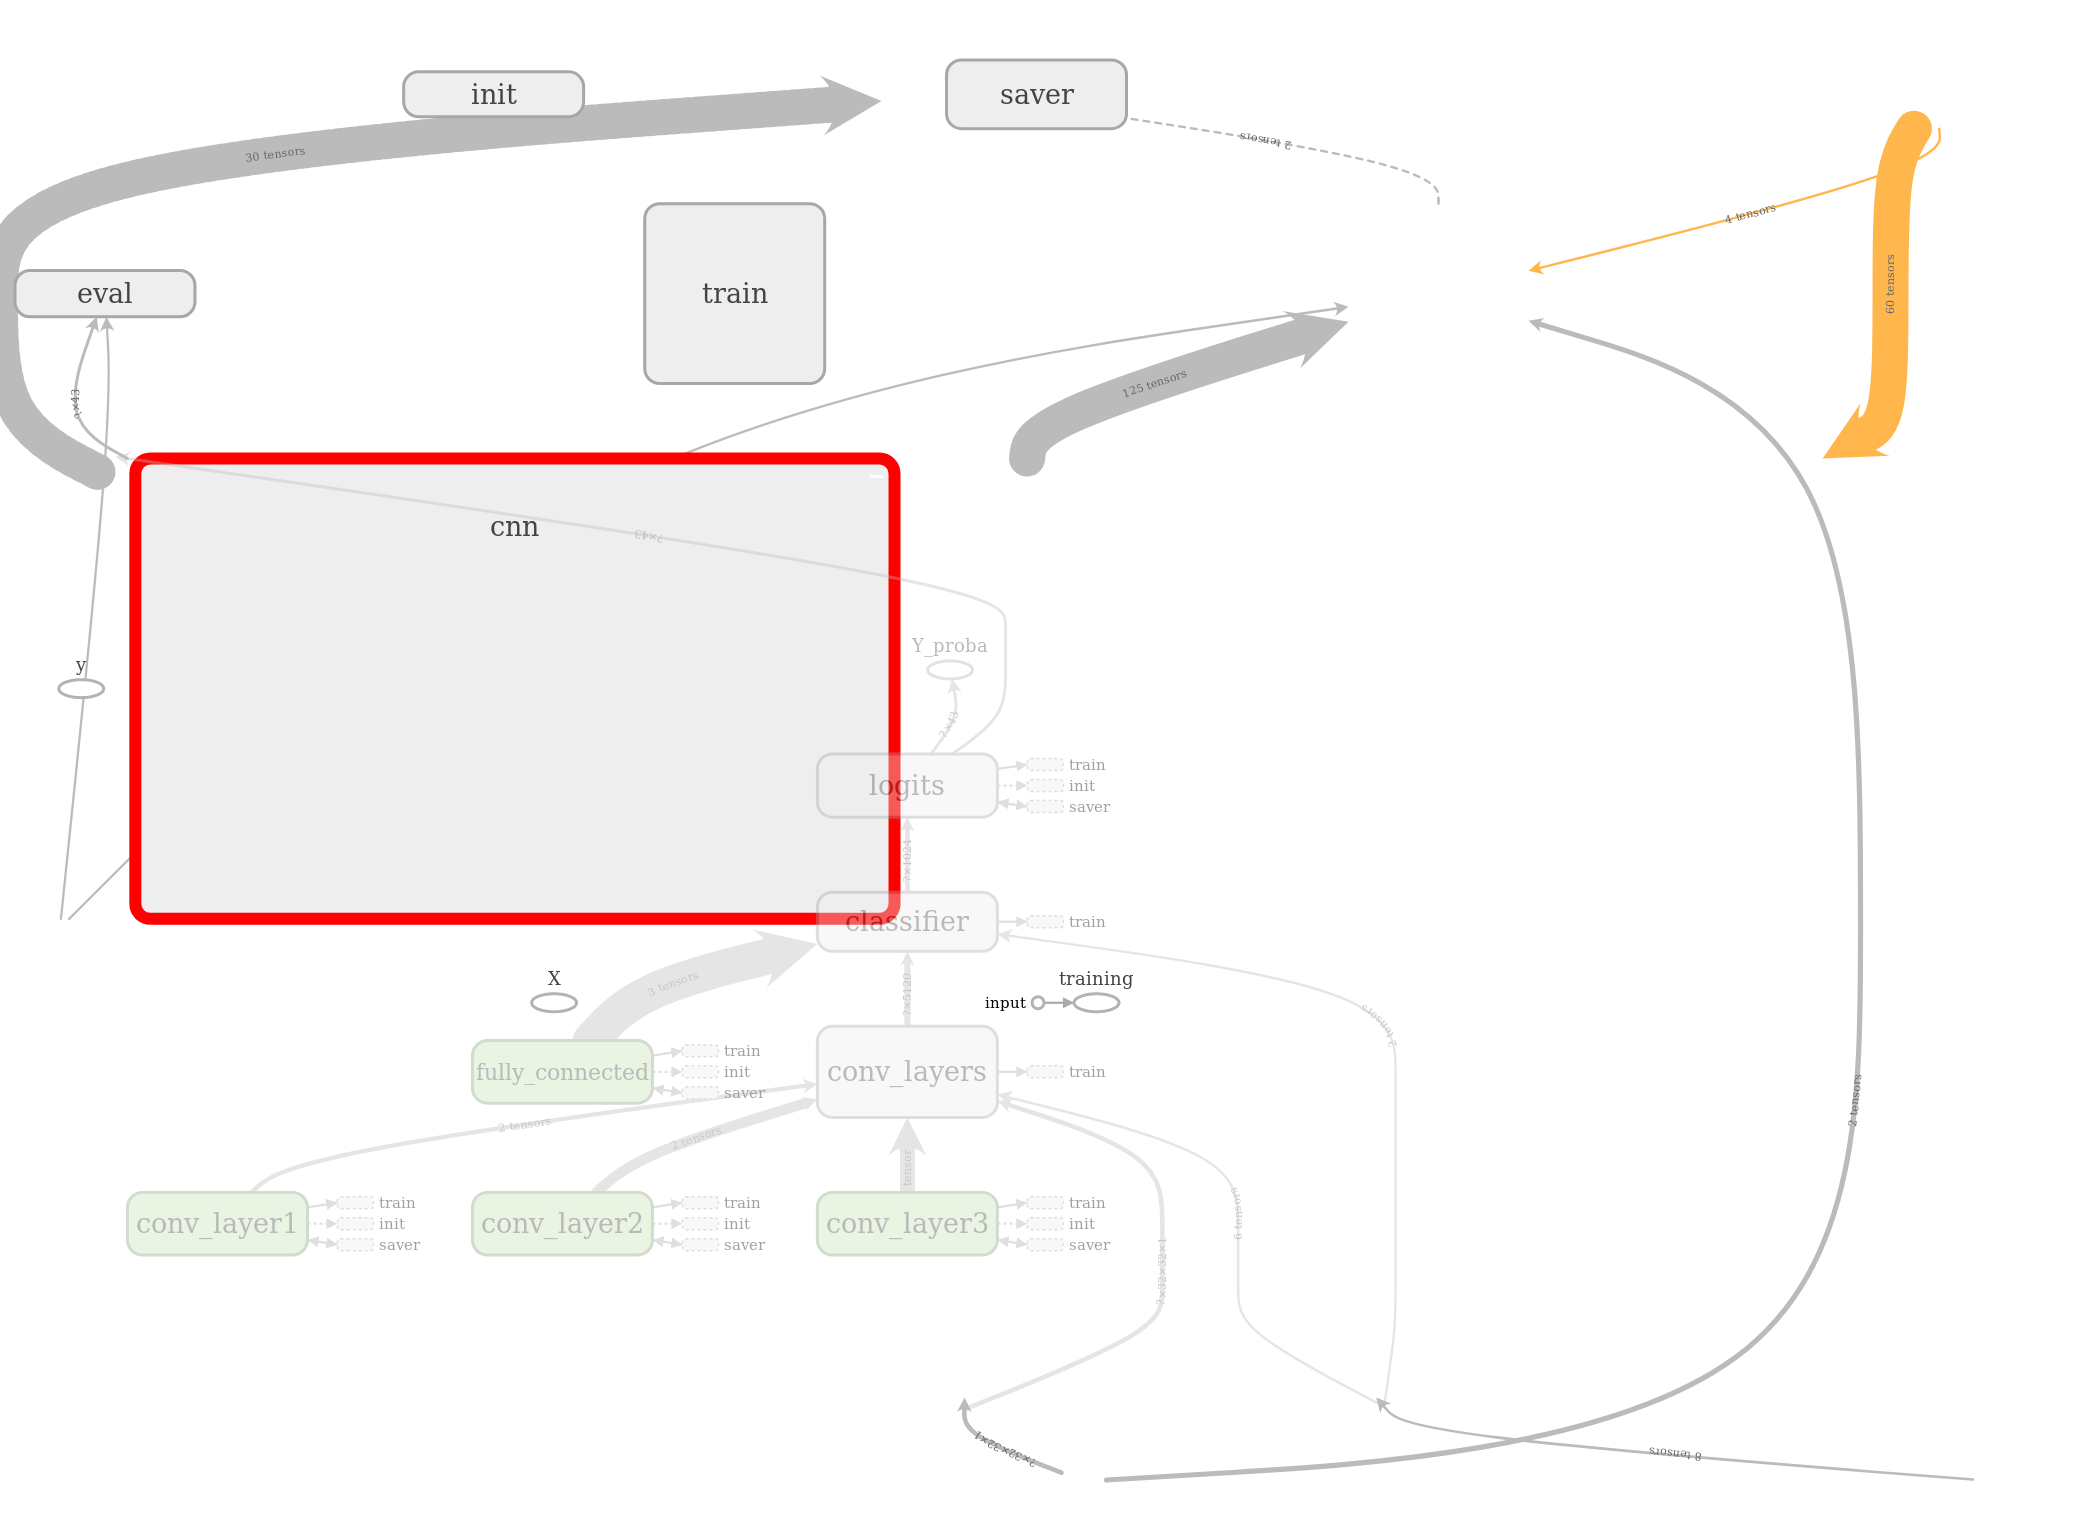 init
saver
2 tensors
30 tensors
4 tensors
eval
train
60 tensors
?×43
125 tensors
cnn
?×43
Y_proba
y
?×43
logits
train
init
saver
?×1024
classifier
train
X
3 tensors
?×5120
training
input
2 tensors
fully_connected
train
init
saver
conv_layers
train
2 tensors
2 tensors
2 tensors
tensor
6 tensors
conv_layer1
train
init
saver
conv_layer2
train
init
saver
conv_layer3
train
init
saver
?×32×32×1
?×32×32×1
8 tensors